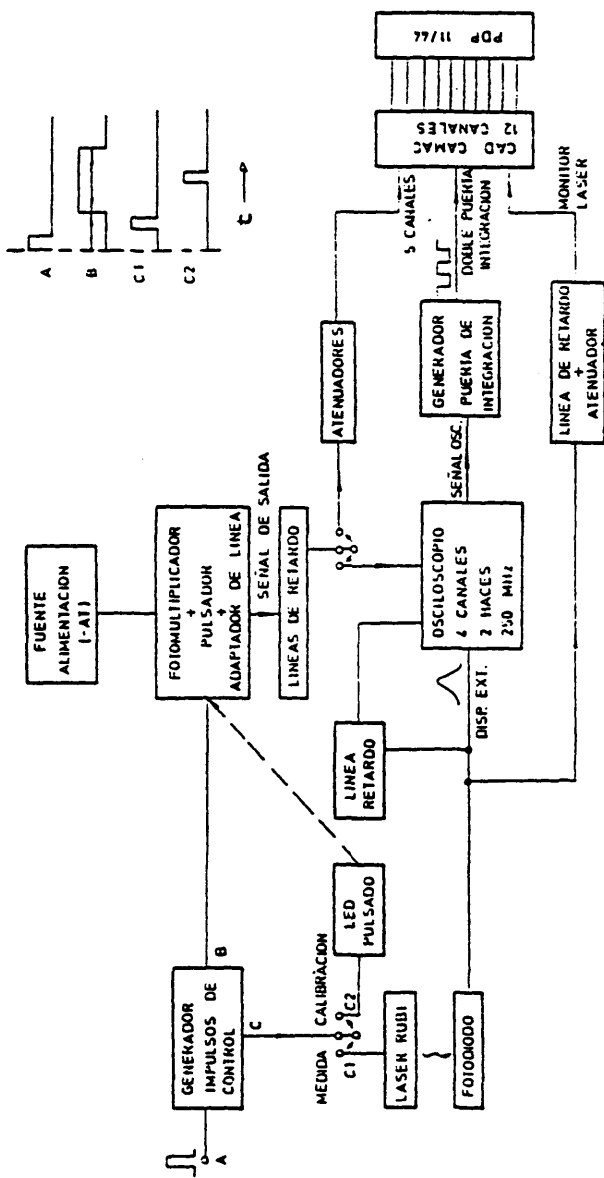 A
GENERADOR
IMPULSOS DE
CONTROL
B
C
MEDIDA
CALIBRACION
C1
C2
LASER RUBI
FOTODIODO
LED
PULSADO
FUENTE
ALIMENTACION
(-AT)
FOTOMULTIPLICADOR
+
PULSADOR
+
ADAPTADOR DE LINEA
SEÑAL DE SALIDA
LINEAS DE RETARDO
LINEA
RETARDO
DISP. EXT.
OSCILOSCOPIO
4 CANALES
2 HACES
250 MHz
SEÑAL OSC.
ATENUADORES
GENERADOR
PUERTA DE
INTEGRACION
LINEA DE RETARDO
+
ATENUADOR
5 CANALES
DOBLE PUERTA
INTEGRACION
MONITOR
LASER
CAD CAMAC
12 CANALES
PDP 11/44
A
B
C1
C2
t